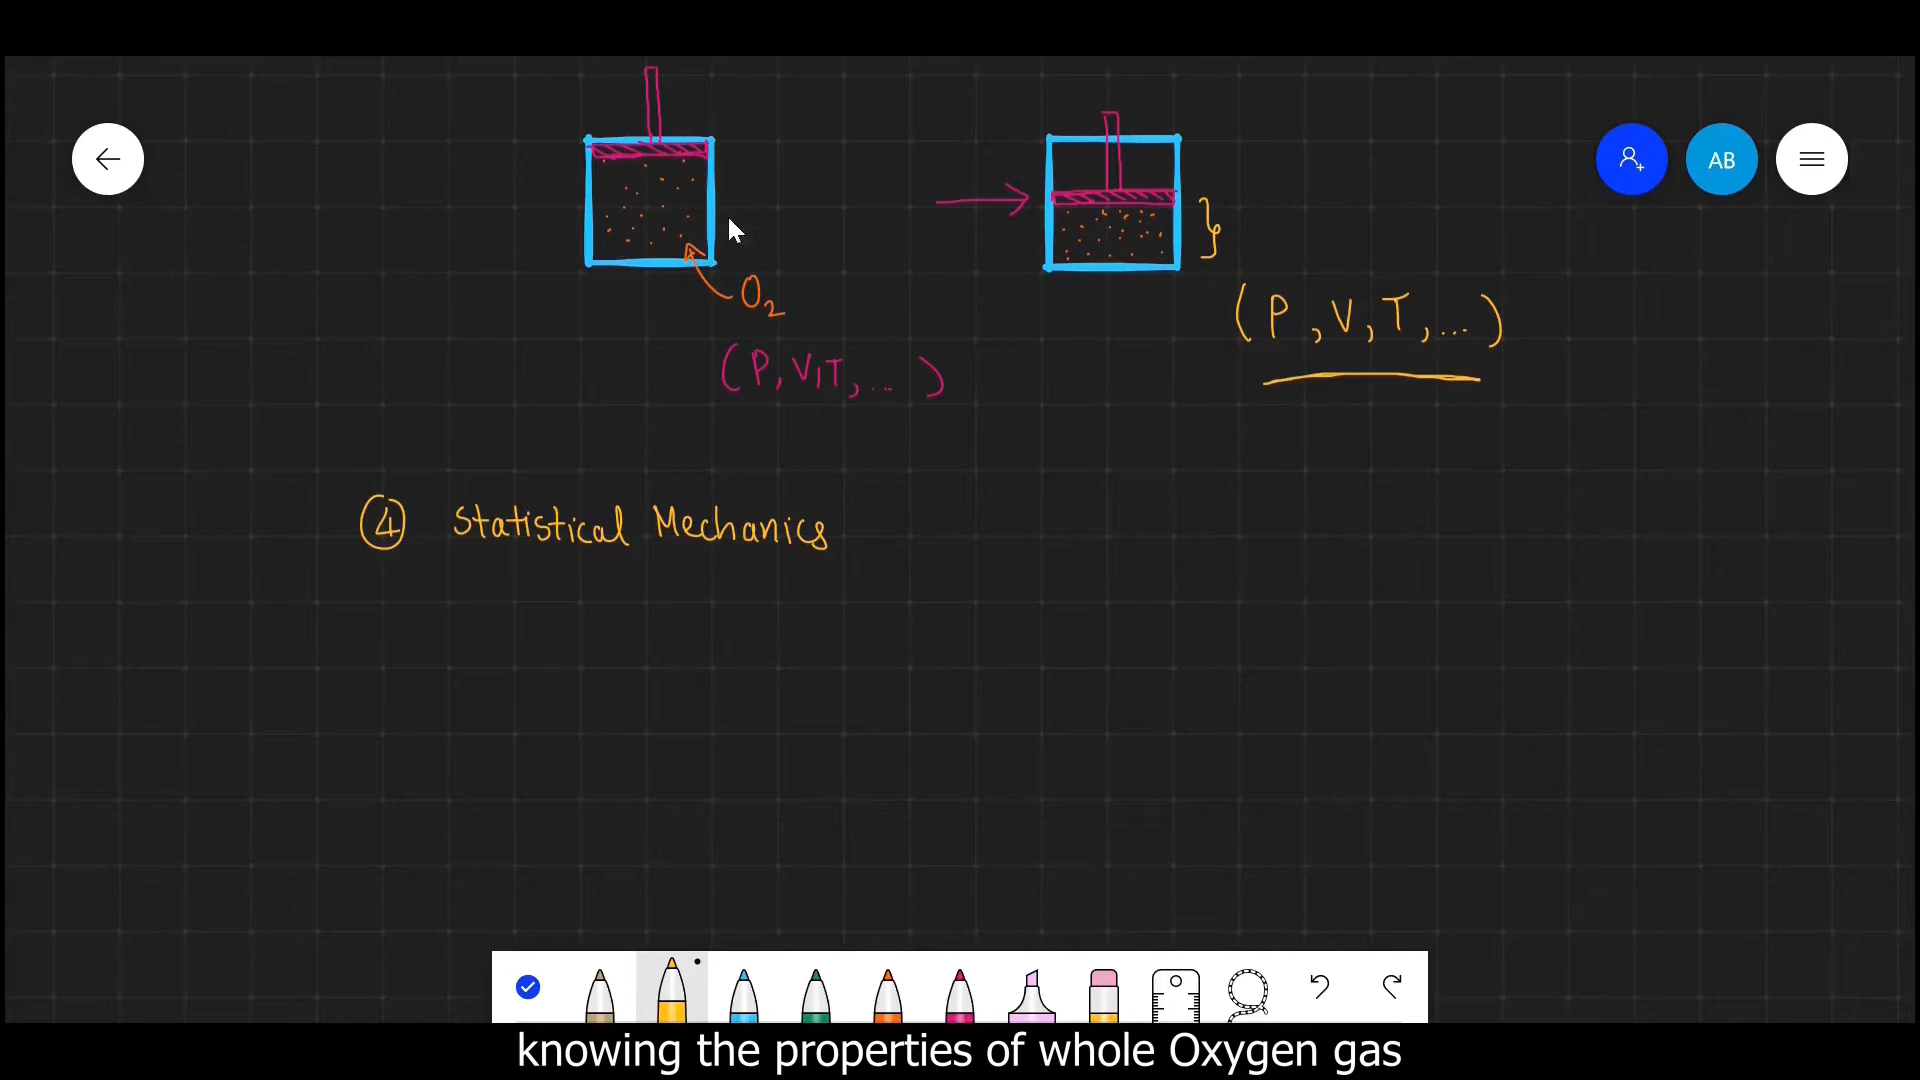 AB
O2
(P, V, T, ...)
(P, V, T, ...)
④ Statistical Mechanics
knowing the properties of whole Oxygen gas